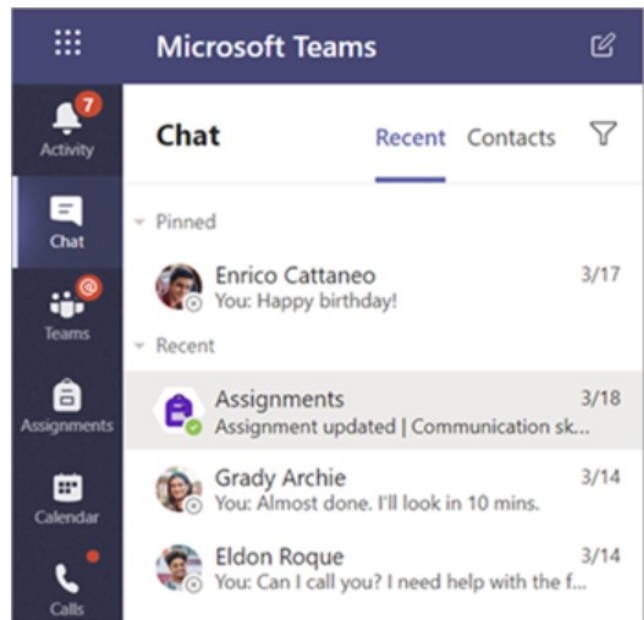 Microsoft Teams
7
Activity
Chat
Teams
Assignments
Calendar
Calls
Chat Recent Contacts
Pinned
Enrico Cattaneo 3/17
You: Happy birthday!
Recent
Assignments 3/18
Assignment updated | Communication sk...
Grady Archie 3/14
You: Almost done. I'll look in 10 mins.
Eldon Roque 3/14
You: Can I call you? I need help with the f...